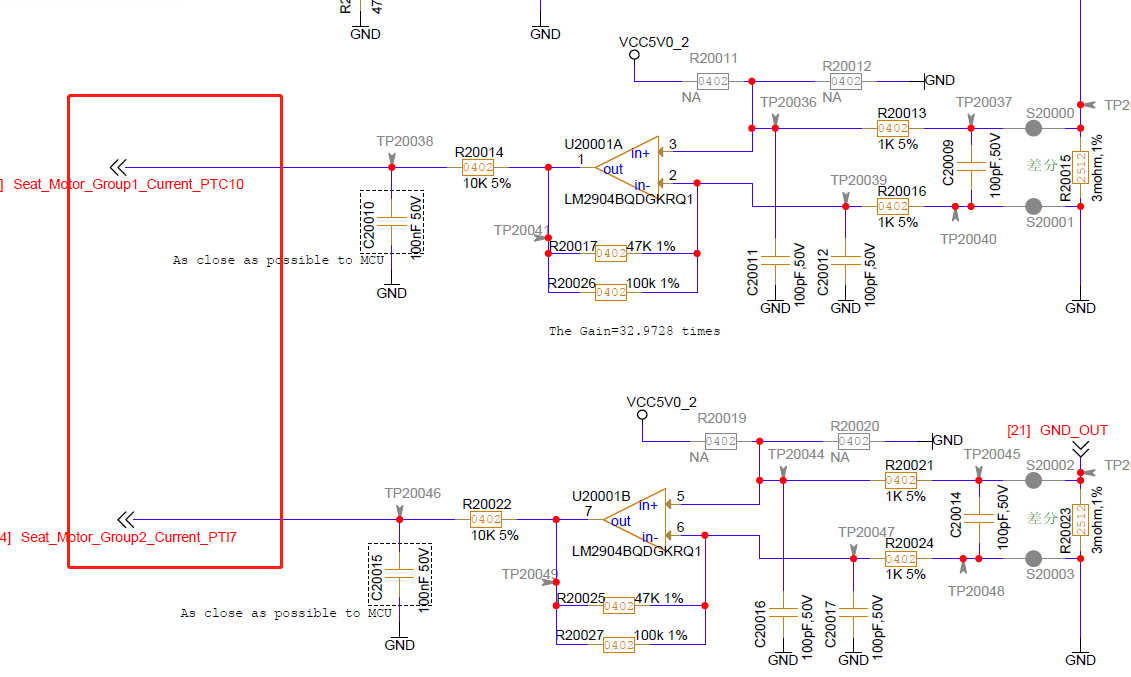 R2
47
GND
GND
VCC5V0_2
R20011
0402
NA
R20012
0402
NA
GND
TP20036
R20013
0402
1K 5%
TP20037
S20000
TP2
TP20038
R20014
0402
10K 5%
U20001A
1
3
in+
out
2
in-
LM2904BQDGKRQ1
C20009
100pF,50V
差分
R20015
2512
3mohm,1%
] Seat_Motor_Group1_Current_PTC10
TP20039
R20016
0402
1K 5%
TP20040
S20001
C20010
100nF,50V
As close as possible to MCU
GND
TP20041
R20017
0402
47K 1%
R20026
0402
100k 1%
C20011
100pF,50V
C20012
100pF,50V
GND
GND
GND
The Gain=32.9728 times
VCC5V0_2
R20019
0402
NA
R20020
0402
NA
GND
[21] GND_OUT
TP20044
R20021
0402
1K 5%
TP20045
S20002
TP2
TP20046
R20022
0402
10K 5%
U20001B
7
5
in+
out
6
in-
LM2904BQDGKRQ1
C20014
100pF,50V
差分
R20023
2512
3mohm,1%
4] Seat_Motor_Group2_Current_PTI7
TP20047
R20024
0402
1K 5%
TP20048
S20003
C20015
100nF,50V
As close as possible to MCU
GND
TP20049
R20025
0402
47K 1%
R20027
0402
100k 1%
C20016
100pF,50V
C20017
100pF,50V
GND
GND
GND